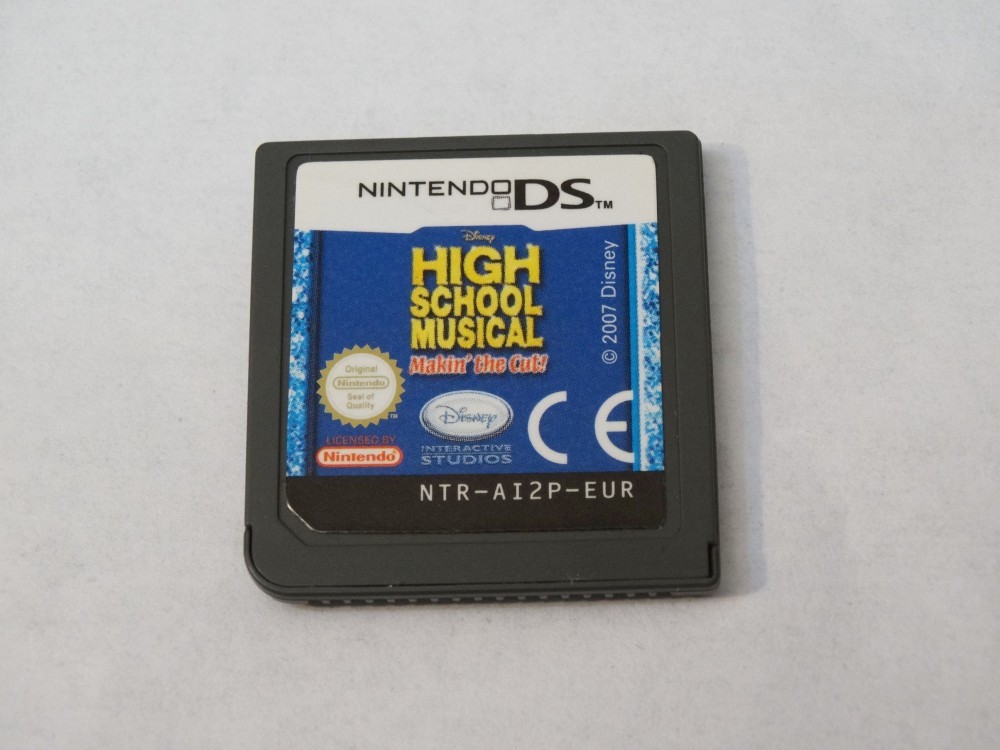 NINTENDO DS™
Disney
HIGH
SCHOOL
MUSICAL
Makin' the Cut!
© 2007 Disney
Original
Nintendo
Seal of
Quality
TM
LICENSED BY
Nintendo®
Disney
INTERACTIVE
STUDIOS
CE
NTR-AI2P-EUR